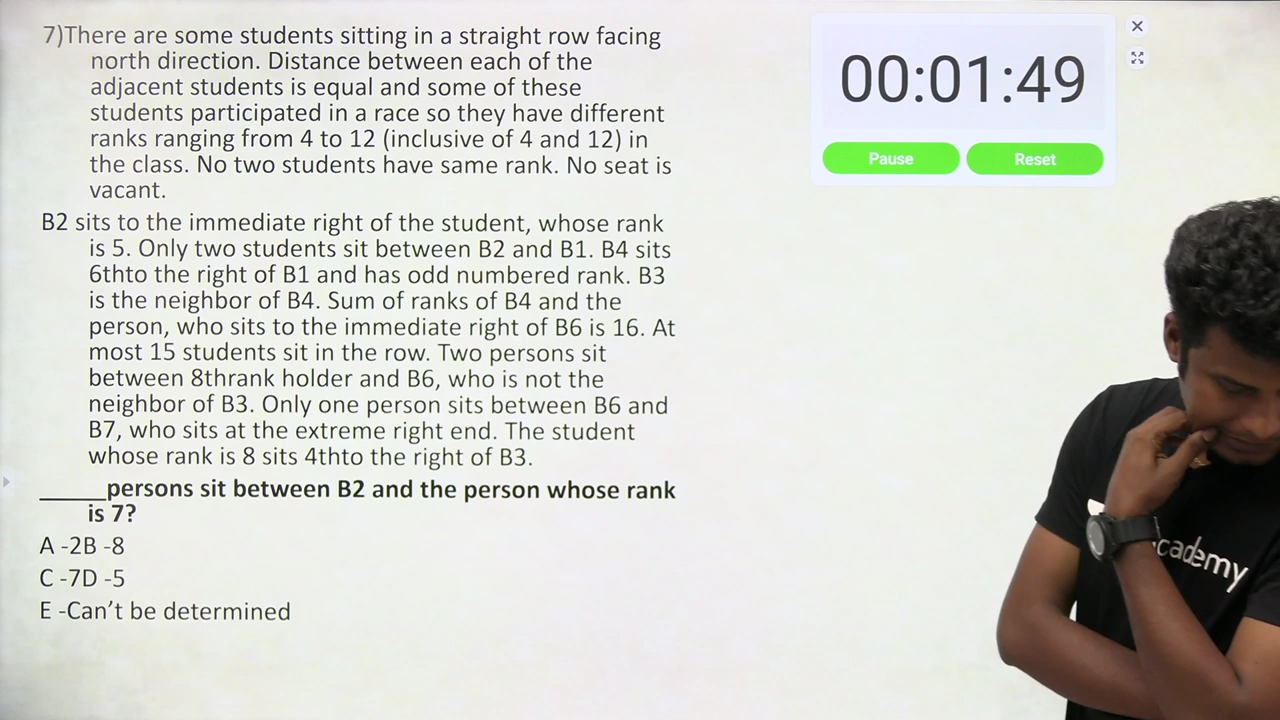 7)There are some students sitting in a straight row facing
north direction. Distance between each of the
adjacent students is equal and some of these
students participated in a race so they have different
ranks ranging from 4 to 12 (inclusive of 4 and 12) in
the class. No two students have same rank. No seat is
vacant.
B2 sits to the immediate right of the student, whose rank
is 5. Only two students sit between B2 and B1. B4 sits
6thto the right of B1 and has odd numbered rank. B3
is the neighbor of B4. Sum of ranks of B4 and the
person, who sits to the immediate right of B6 is 16. At
most 15 students sit in the row. Two persons sit
between 8thrank holder and B6, who is not the
neighbor of B3. Only one person sits between B6 and
B7, who sits at the extreme right end. The student
whose rank is 8 sits 4thto the right of B3.
______persons sit between B2 and the person whose rank
is 7?
A -2B -8
C -7D -5
E -Can't be determined
00:01:49
Pause Reset
cademy